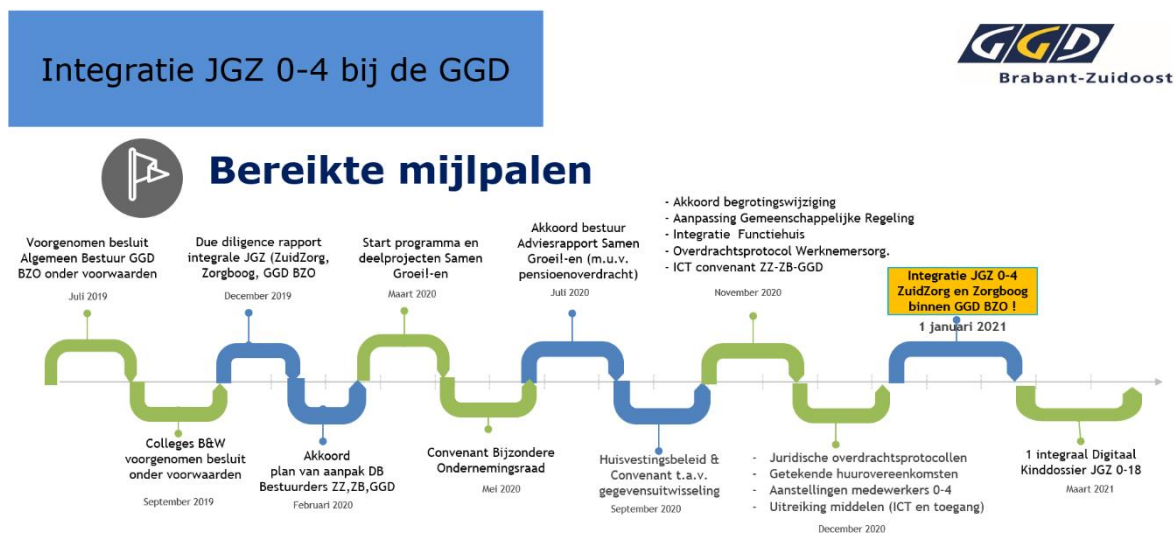 Integratie JGZ 0-4 bij de GGD
GGD
Brabant-Zuidoost
Bereikte mijlpalen
Voorgenomen besluit
Algemeen Bestuur GGD
BZO onder voorwaarden
Juli 2019
Due diligence rapport
integrale JGZ (ZuidZorg,
Zorgboog, GGD BZO
December 2019
Start programma en
deelprojecten Samen
Groei!-en
Maart 2020
Akkoord bestuur
Adviesrapport Samen
Groei!-en (m.u.v.
pensioenoverdracht)
Juli 2020
- Akkoord begrotingswijziging
- Aanpassing Gemeenschappelijke Regeling
- Integratie Functiehuis
- Overdrachtsprotocol Werknemersorg.
- ICT convenant ZZ-ZB-GGD
November 2020
Integratie JGZ 0-4
ZuidZorg en Zorgboog
binnen GGD BZO !
1 januari 2021
Colleges B&W
voorgenomen besluit
onder voorwaarden
September 2019
Akkoord
plan van aanpak DB
Bestuurders ZZ,ZB,GGD
Februari 2020
Convenant Bijzondere
Ondernemingsraad
Mei 2020
Huisvestingsbeleid &
Convenant t.a.v.
gegevensuitwisseling
September 2020
- Juridische overdrachtsprotocollen
- Getekende huurovereenkomsten
- Aanstellingen medewerkers 0-4
- Uitreiking middelen (ICT en toegang)
December 2020
1 integraal Digitaal
Kinddossier JGZ 0-18
Maart 2021